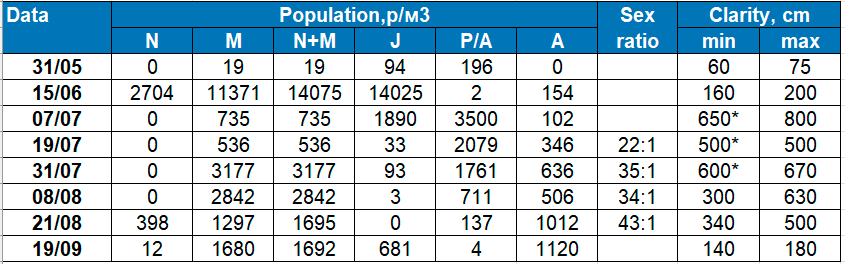 Data Population,р/м3 Sex ratio Clarity, cm
N M N+M J P/A A min max
31/05 0 19 19 94 196 0 60 75
15/06 2704 11371 14075 14025 2 154 160 200
07/07 0 735 735 1890 3500 102 650* 800
19/07 0 536 536 33 2079 346 22:1 500* 500
31/07 0 3177 3177 93 1761 636 35:1 600* 670
08/08 0 2842 2842 3 711 506 34:1 300 630
21/08 398 1297 1695 0 137 1012 43:1 340 500
19/09 12 1680 1692 681 4 1120 140 180